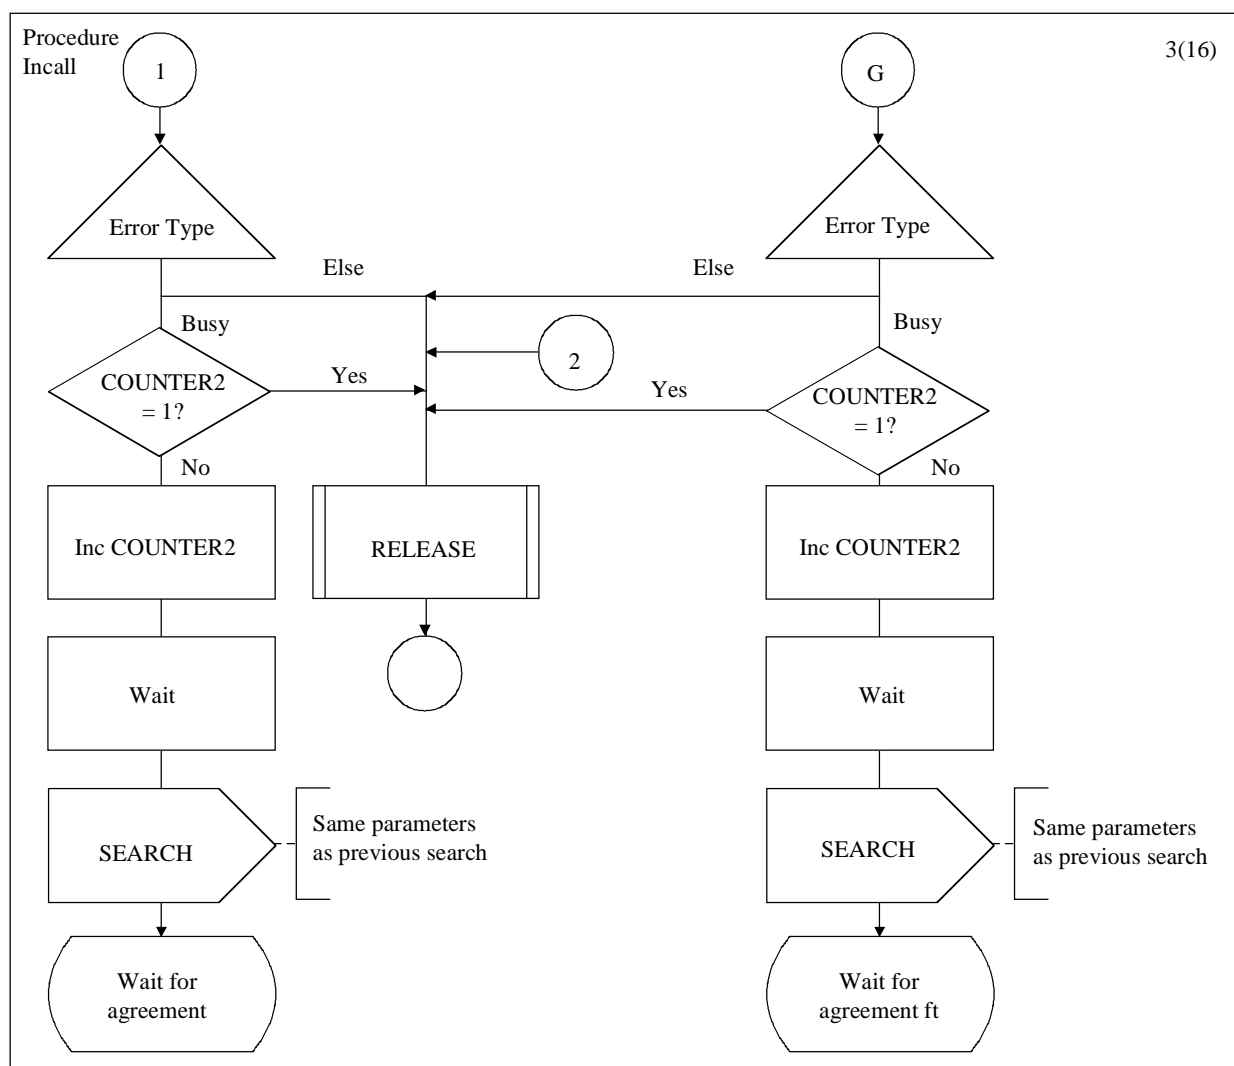 Procedure
Incall
1
G
3(16)
Error Type
Error Type
Else
Else
Busy
Busy
2
COUNTER2
= 1?
Yes
Yes
COUNTER2
= 1?
No
No
Inc COUNTER2
RELEASE
Inc COUNTER2
Wait
Wait
SEARCH
Same parameters
as previous search
SEARCH
Same parameters
as previous search
Wait for
agreement
Wait for
agreement ft